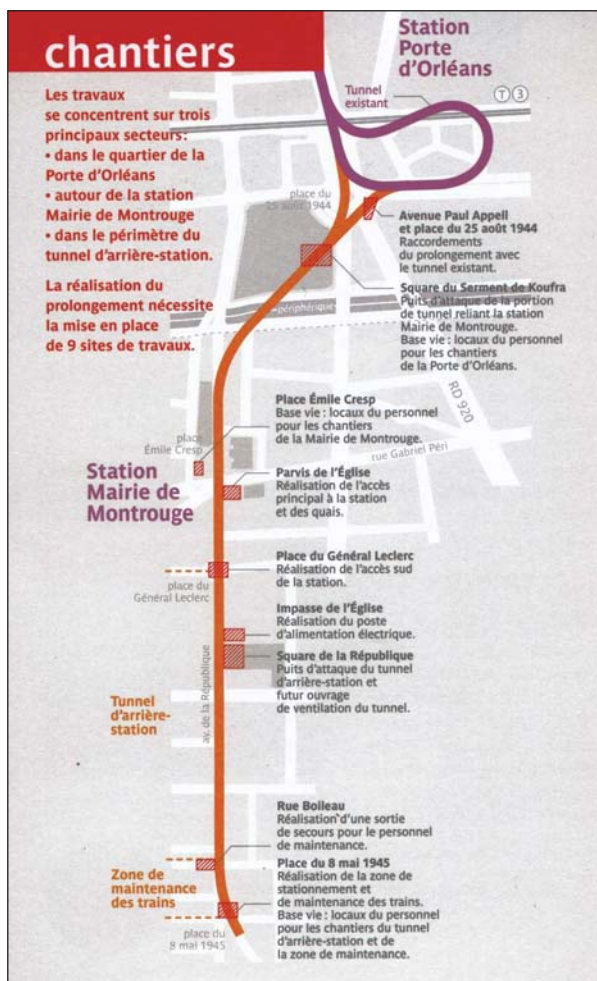 chantiers
Les travaux
se concentrent sur trois
principaux secteurs :
• dans le quartier de la
Porte d'Orléans
• autour de la station
Mairie de Montrouge
• dans le périmètre du
tunnel d'arrière-station.
La réalisation du
prolongement nécessite
la mise en place
de 9 sites de travaux.
Station
Porte
d'Orléans
Tunnel
existant
T 3
place du
25 août 1944
Avenue Paul Appell
et place du 25 août 1944
Raccordements
du prolongement avec
le tunnel existant.
Square du Serment de Koufra
Puits d'attaque de la portion
de tunnel reliant la station
Mairie de Montrouge.
Base vie : locaux du personnel
pour les chantiers
de la Porte d'Orléans.
périphérique
RD 920
rue Gabriel Péri
Place Émile Cresp
Base vie : locaux du personnel
pour les chantiers
de la Mairie de Montrouge.
place
Émile Cresp
Station
Mairie de
Montrouge
Parvis de l'Église
Réalisation de l'accès
principal à la station
et des quais.
Place du Général Leclerc
Réalisation de l'accès sud
de la station.
place du
Général Leclerc
Impasse de l'Église
Réalisation du poste
d'alimentation électrique.
Square de la République
Puits d'attaque du tunnel
d'arrière-station et
futur ouvrage
de ventilation du tunnel.
av. de la République
Tunnel
d'arrière-
station
Rue Boileau
Réalisation d'une sortie
de secours pour le personnel
de maintenance.
Zone de
maintenance
des trains
Place du 8 mai 1945
Réalisation de la zone de
stationnement et
de maintenance des trains.
Base vie : locaux du personnel
pour les chantiers du tunnel
d'arrière-station et de
la zone de maintenance.
place du
8 mai 1945